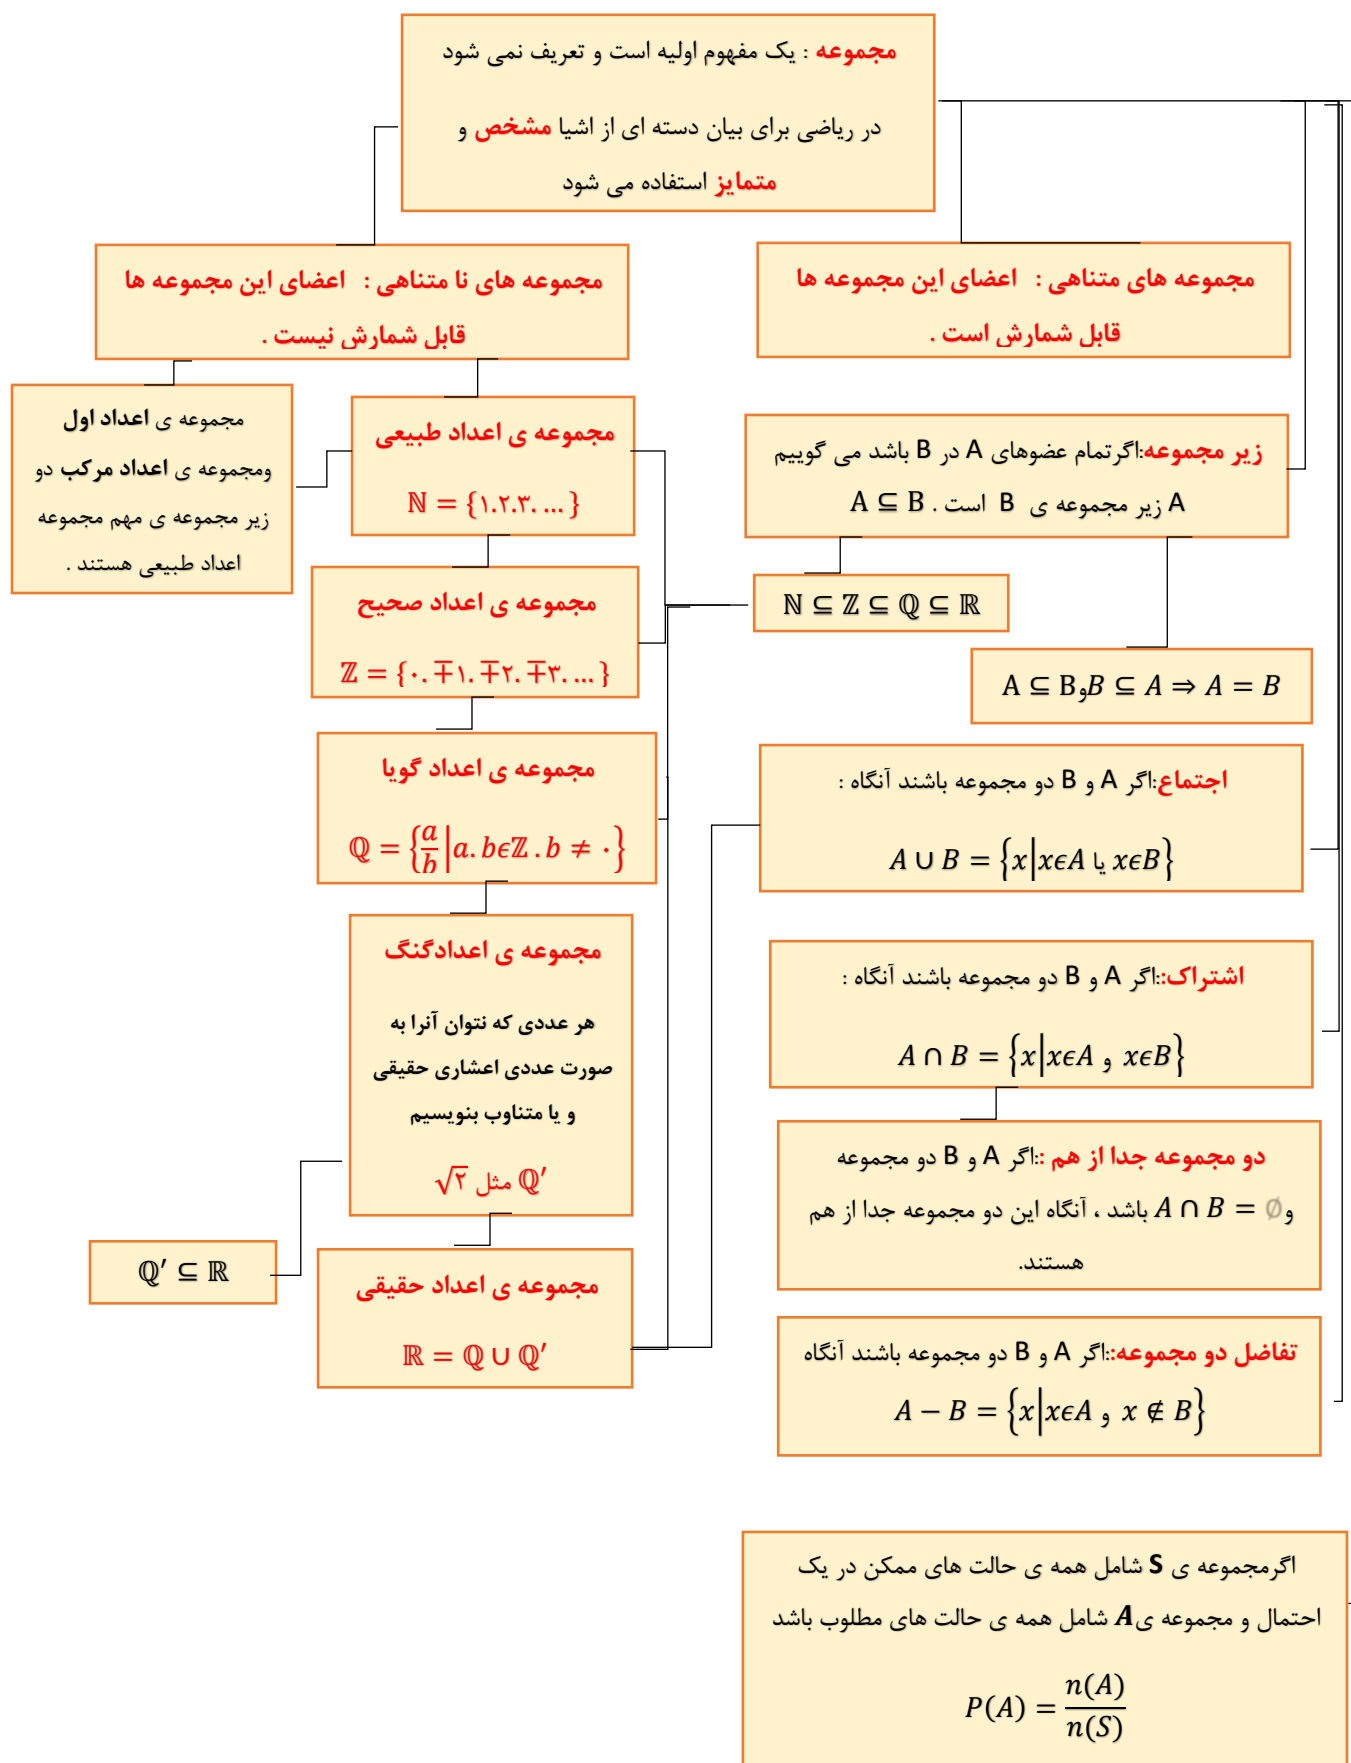 مجموعه : یک مفهوم اولیه است و تعریف نمی شود
در ریاضی برای بیان دسته ای از اشیا مشخص و
متمایز استفاده می شود
مجموعه های متناهی : اعضای این مجموعه ها
قابل شمارش است .
مجموعه های نا متناهی : اعضای این مجموعه ها
قابل شمارش نیست .
زیر مجموعه:اگرتمام عضوهای A در B باشد می گوییم
A زیر مجموعه ی B است . A ⊆ B
ℕ ⊆ ℤ ⊆ ℚ ⊆ ℝ
A ⊆ B و B ⊆ A ⇒ A = B
مجموعه ی اعداد طبیعی
ℕ = {۱.۲.۳. … }
مجموعه ی اعداد اول
ومجموعه ی اعداد مرکب دو
زیر مجموعه ی مهم مجموعه
اعداد طبیعی هستند .
مجموعه ی اعداد صحیح
ℤ = {۰. ∓۱. ∓۲. ∓۳. … }
مجموعه ی اعداد گویا
ℚ = {a/b |a. bϵℤ . b ≠ ۰}
مجموعه ی اعدادگنگ
هر عددی که نتوان آنرا به
صورت عددی اعشاری حقیقی
و یا متناوب بنویسیم
ℚ′ مثل √۲
ℚ′ ⊆ ℝ
مجموعه ی اعداد حقیقی
ℝ = ℚ ∪ ℚ′
اجتماع:اگر A و B دو مجموعه باشند آنگاه :
A ∪ B = {x|xϵA یا xϵB}
اشتراک::اگر A و B دو مجموعه باشند آنگاه :
A ∩ B = {x|xϵA و xϵB}
دو مجموعه جدا از هم ::اگر A و B دو مجموعه
و A ∩ B = ∅ باشد ، آنگاه این دو مجموعه جدا از هم
هستند.
تفاضل دو مجموعه::اگر A و B دو مجموعه باشند آنگاه
A − B = {x|xϵA و x ∉ B}
اگرمجموعه ی S شامل همه ی حالت های ممکن در یک
احتمال و مجموعه ی A شامل همه ی حالت های مطلوب باشد
P(A) = n(A)/n(S)